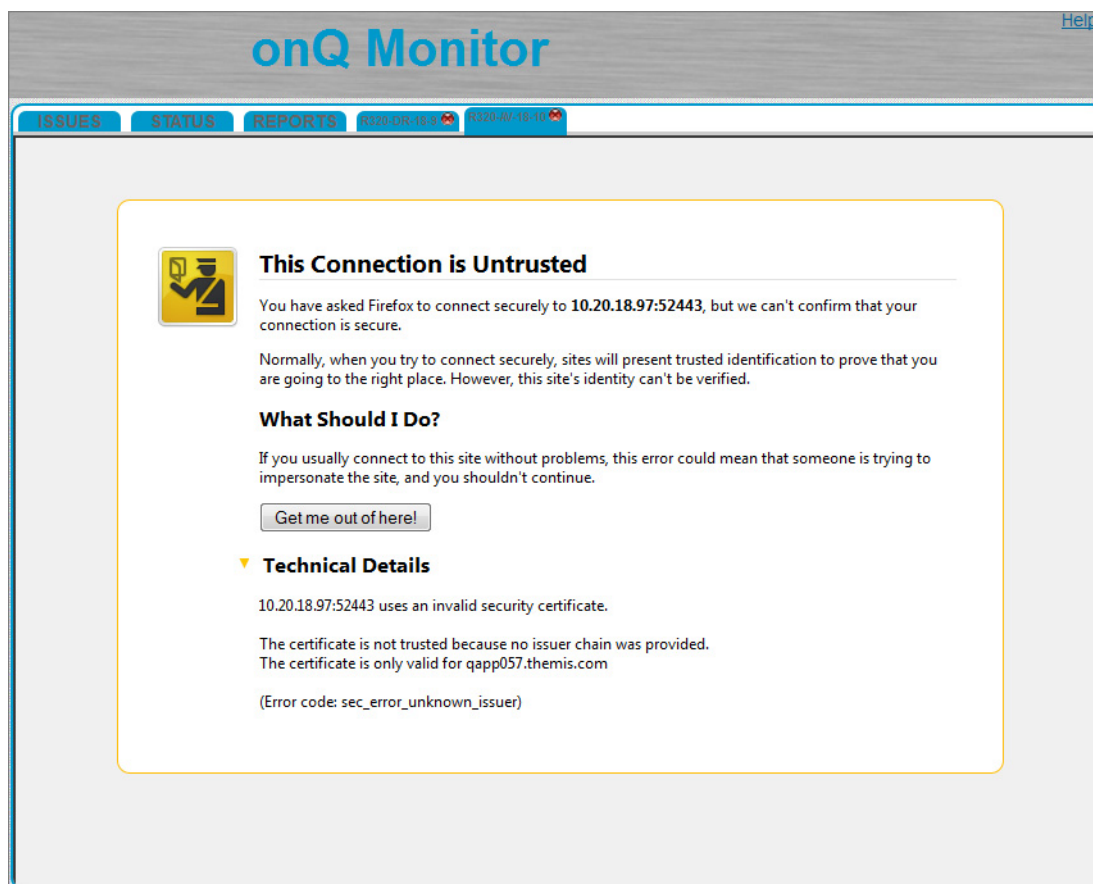 Help
onQ Monitor
ISSUES STATUS REPORTS R320-DR-18-9 R320-AV-18-10
This Connection is Untrusted
You have asked Firefox to connect securely to 10.20.18.97:52443, but we can't confirm that your
connection is secure.
Normally, when you try to connect securely, sites will present trusted identification to prove that you
are going to the right place. However, this site's identity can't be verified.
What Should I Do?
If you usually connect to this site without problems, this error could mean that someone is trying to
impersonate the site, and you shouldn't continue.
Get me out of here!
Technical Details
10.20.18.97:52443 uses an invalid security certificate.
The certificate is not trusted because no issuer chain was provided.
The certificate is only valid for qapp057.themis.com
(Error code: sec_error_unknown_issuer)